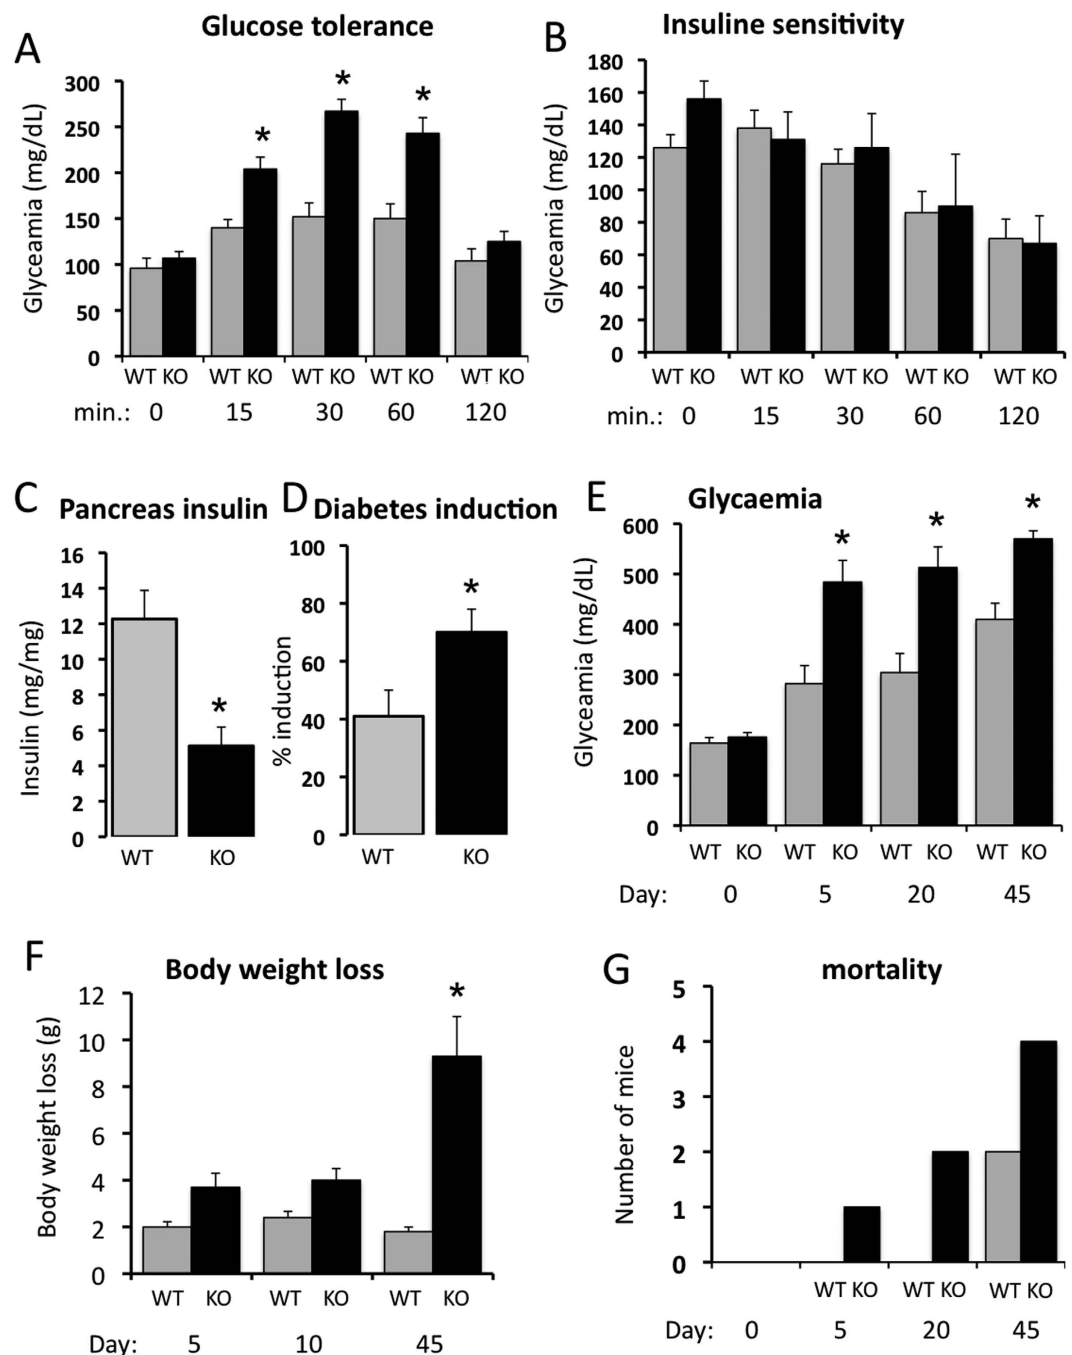 A
Glucose tolerance
Glyceamia (mg/dL)
300
250
200
150
100
50
0
*
*
*
WT KO WT KO WT KO WT KO WT KO
min.: 0 15 30 60 120
B
Insuline sensitivity
Glyceamia (mg/dL)
180
160
140
120
100
80
60
40
20
0
WT KO WT KO WT KO WT KO WT KO
min.: 0 15 30 60 120
C
Pancreas insulin
Insulin (mg/mg)
16
14
12
10
8
6
4
2
0
*
WT KO
D
Diabetes induction
% induction
100
80
60
40
20
0
*
WT KO
E
Glycaemia
Glyceamia (mg/dL)
600
500
400
300
200
100
0
*
*
*
WT KO WT KO WT KO WT KO
Day: 0 5 20 45
F
Body weight loss
Body weight loss (g)
12
10
8
6
4
2
0
*
WT KO WT KO WT KO
Day: 5 10 45
G
mortality
Number of mice
5
4
3
2
1
0
WT KO WT KO WT KO
Day: 0 5 20 45